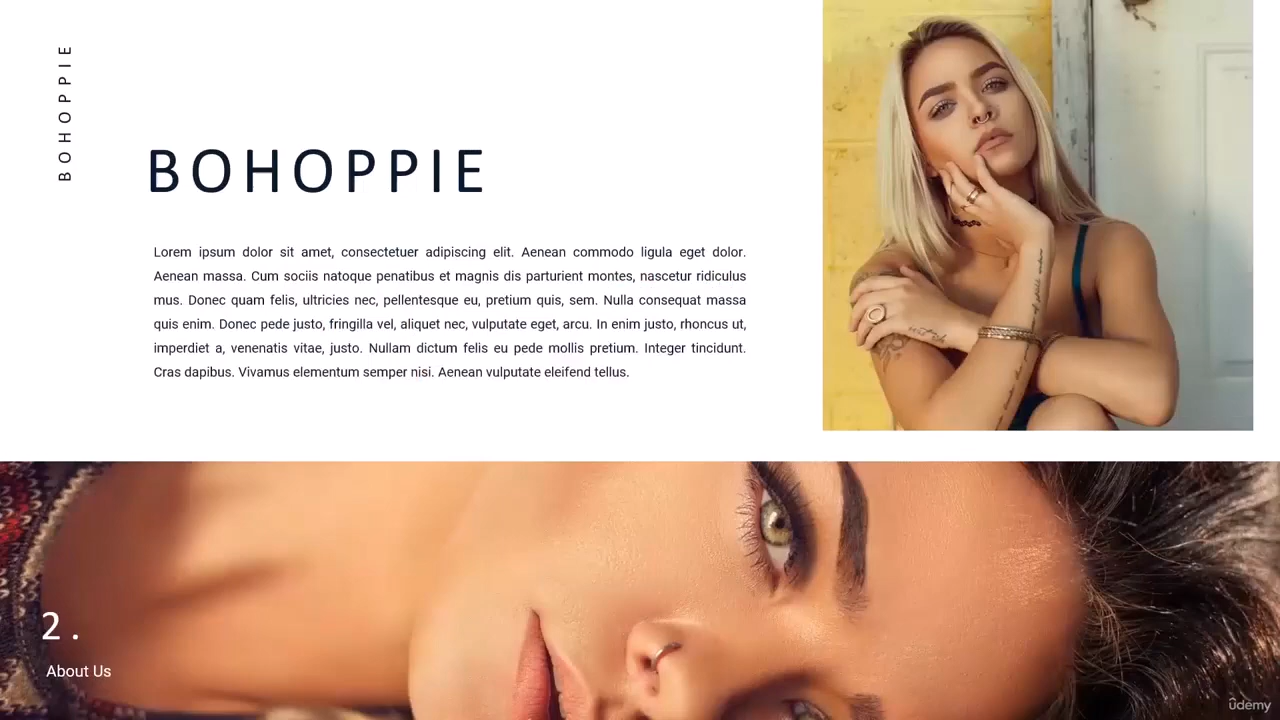 BOHOPPIE
BOHOPPIE
Lorem ipsum dolor sit amet, consectetuer adipiscing elit. Aenean commodo ligula eget dolor.
Aenean massa. Cum sociis natoque penatibus et magnis dis parturient montes, nascetur ridiculus
mus. Donec quam felis, ultricies nec, pellentesque eu, pretium quis, sem. Nulla consequat massa
quis enim. Donec pede justo, fringilla vel, aliquet nec, vulputate eget, arcu. In enim justo, rhoncus ut,
imperdiet a, venenatis vitae, justo. Nullam dictum felis eu pede mollis pretium. Integer tincidunt.
Cras dapibus. Vivamus elementum semper nisi. Aenean vulputate eleifend tellus.
2.
About Us
ûdemy